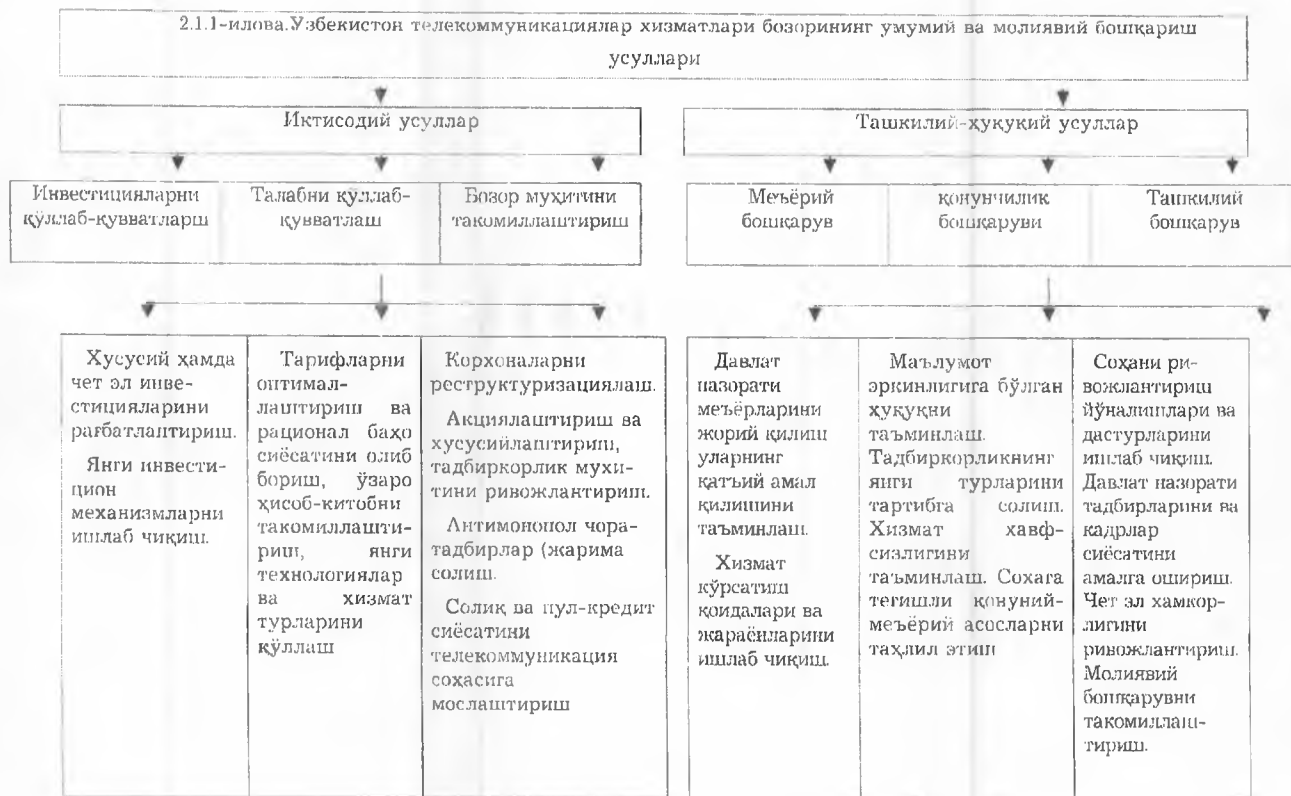 2.1.1-илова.Узбекистон телекоммуникациялар хизматлари бозорининг умумий ва молиявий бошқариш
усуллари
Иктисодий усуллар
Ташкилий-ҳуқуқий усуллар
Инвестицияларни
қўллаб-қувватларш
Талабни қўллаб-
қувватлаш
Бозор муҳитини
такомиллаштириш
Меъёрий
бошқарув
қонунчилик
бошқаруви
Ташкилий
бошқарув
Хусусий ҳамда
чет эл инве-
стицияларини
рағбатлаптириш.
Янги инвести-
цион
механизмларни
ишлаб чиқиш.
Тарифларни
оптимал-
лаштириш ва
рационал баҳо
сиёсатини олиб
бориш, ўзаро
ҳисоб-китобни
такомиллашти-
риш, янги
технологиялар
ва хизмат
турларини
қўллаш
Корхоналарни
реструктуризациялаш.
Акциялаштириш ва
хусусийлаштириш,
тадбиркорлик мухи-
тини ривожлантириш.
Антимонопол чора-
тадбирлар (жарима
солиш.
Солиқ ва пул-кредит
сиёсатини
телекоммуникация
соҳасига
мослаштириш
Давлат
назорати
меъёрларини
жорий қилиш
уларнинг
қатъий амал
қилишини
таъминлаш.
Хизмат
кўрсатиш
қоидалари ва
жараёнларини
ишлаб чиқиш.
Маълумот
эркинлигига бўлган
ҳуқуқни
таъминлаш.
Тадбиркорликнинг
янги турларини
тартибга солиш.
Хизмат хавф-
сизлигини
таъминлаш. Сохага
тегишли қонуний-
меъёрий асосларни
таҳлил этиш
Соҳани ри-
вожлантириш
йўналишлари ва
дастурларини
ишлаб чиқиш.
Давлат назорати
тадбирларини ва
кадрлар
сиёсатини
амалга ошириш.
Чет эл хамкор-
лигини
ривожлантириш.
Молиявий
бошқарувни
такомиллаш-
тириш.